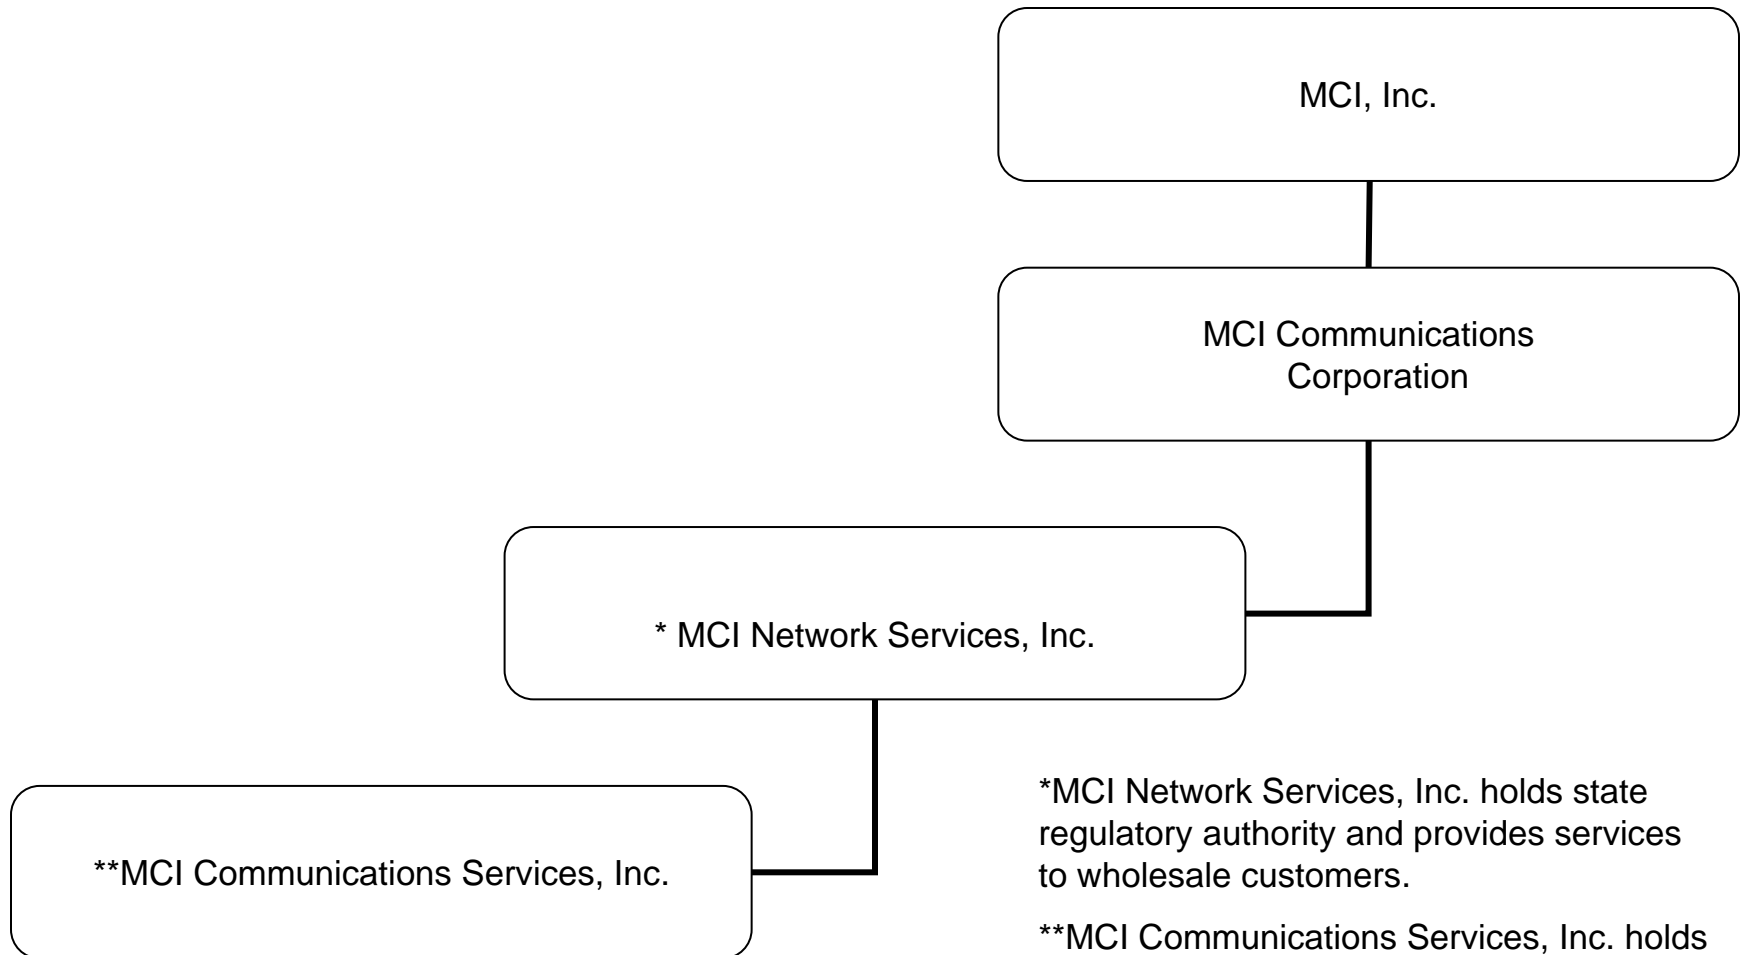 MCI, Inc.
MCI Communications
Corporation
* MCI Network Services, Inc.
**MCI Communications Services, Inc.
*MCI Network Services, Inc. holds state
regulatory authority and provides services
to wholesale customers.
**MCI Communications Services, Inc. holds